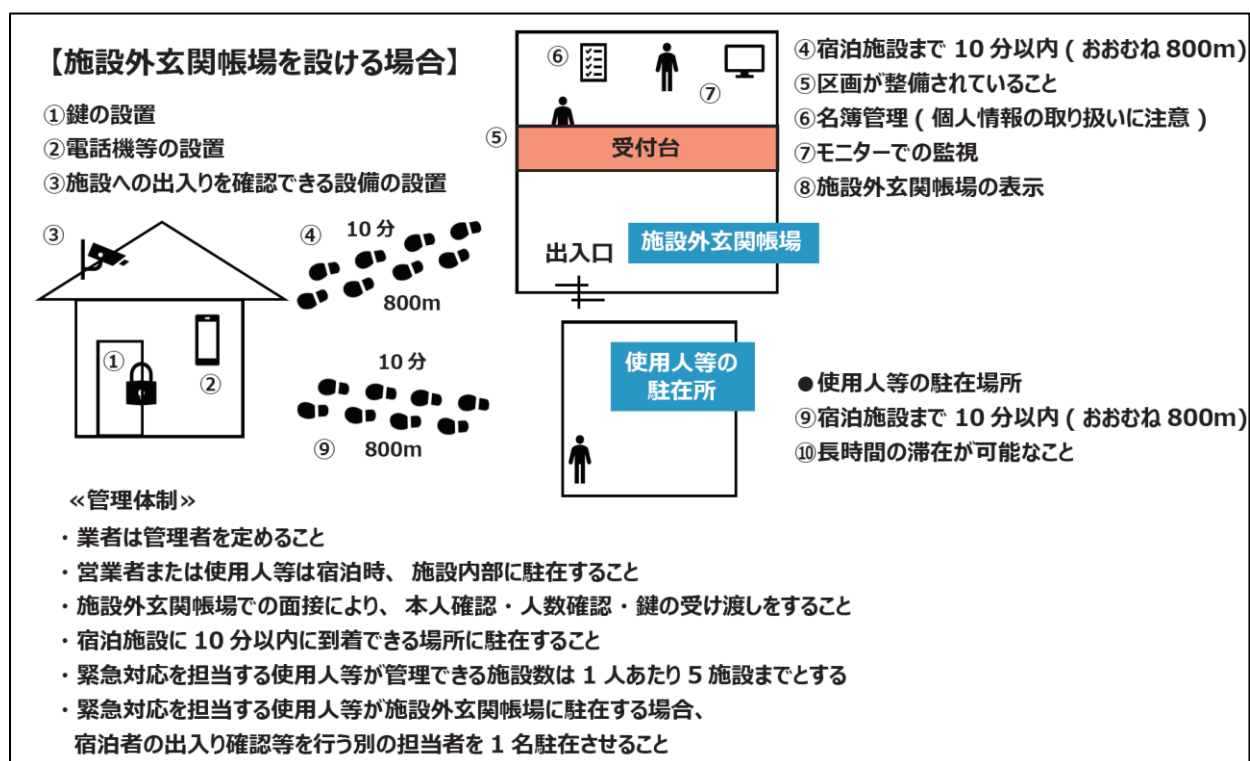 【施設外玄関帳場を設ける場合】
①鍵の設置
②電話機等の設置
③施設への出入りを確認できる設備の設置
③
①
②
④
10 分
800m
10 分
⑨
800m
⑥
⑦
⑤
受付台
出入口
施設外玄関帳場
使用人等の
駐在所
④宿泊施設まで 10 分以内 ( おおむね 800m)
⑤区画が整備されていること
⑥名簿管理 ( 個人情報の取り扱いに注意 )
⑦モニターでの監視
⑧施設外玄関帳場の表示
●使用人等の駐在場所
⑨宿泊施設まで 10 分以内 ( おおむね 800m)
⑩長時間の滞在が可能なこと
≪管理体制≫
・業者は管理者を定めること
・営業者または使用人等は宿泊時、施設内部に駐在すること
・施設外玄関帳場での面接により、本人確認・人数確認・鍵の受け渡しをすること
・宿泊施設に 10 分以内に到着できる場所に駐在すること
・緊急対応を担当する使用人等が管理できる施設数は 1 人あたり 5 施設までとする
・緊急対応を担当する使用人等が施設外玄関帳場に駐在する場合、
宿泊者の出入り確認等を行う別の担当者を 1 名駐在させること